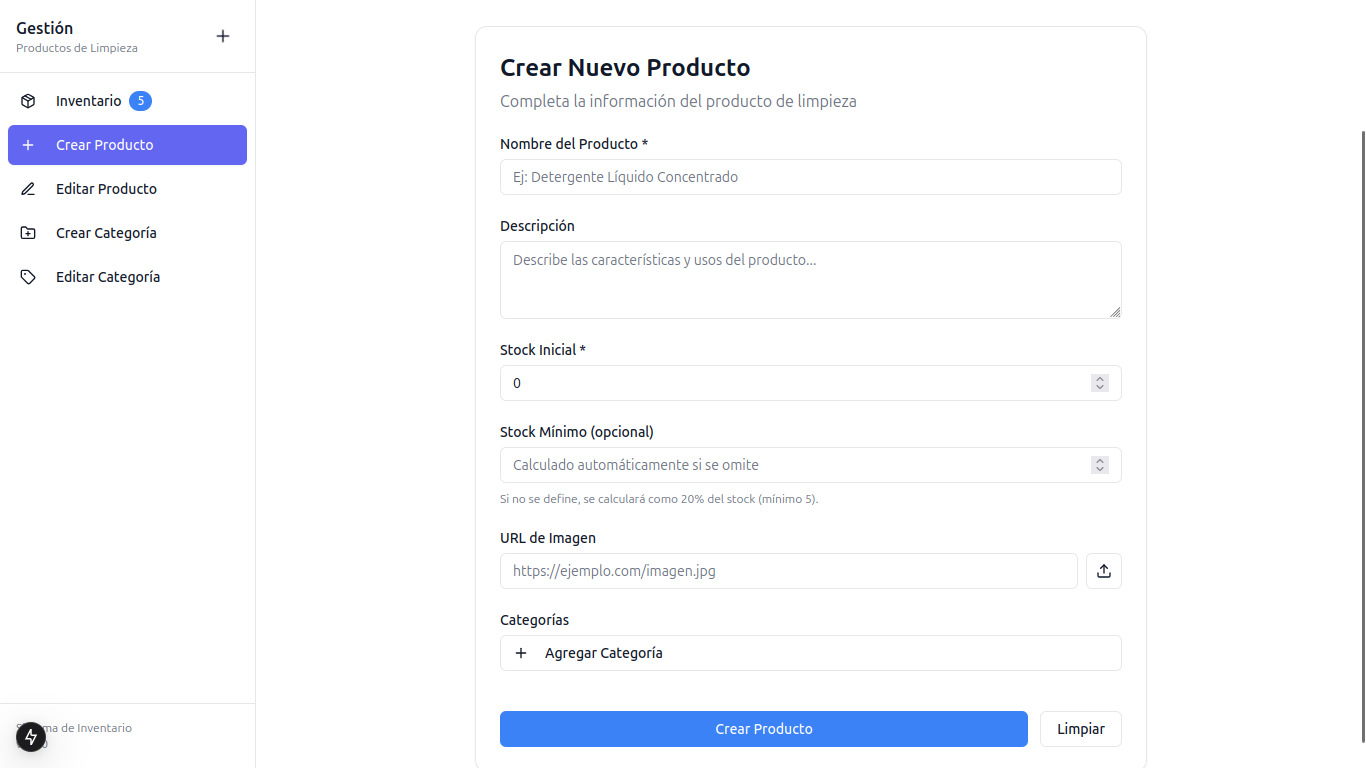 Gestión
Productos de Limpieza
Inventario 5
Crear Producto
Editar Producto
Crear Categoría
Editar Categoría
ma de Inventario
Crear Nuevo Producto
Completa la información del producto de limpieza
Nombre del Producto *
Ej: Detergente Líquido Concentrado
Descripción
Describe las características y usos del producto...
Stock Inicial *
0
Stock Mínimo (opcional)
Calculado automáticamente si se omite
Si no se define, se calculará como 20% del stock (mínimo 5).
URL de Imagen
https://ejemplo.com/imagen.jpg
Categorías
Agregar Categoría
Crear Producto
Limpiar